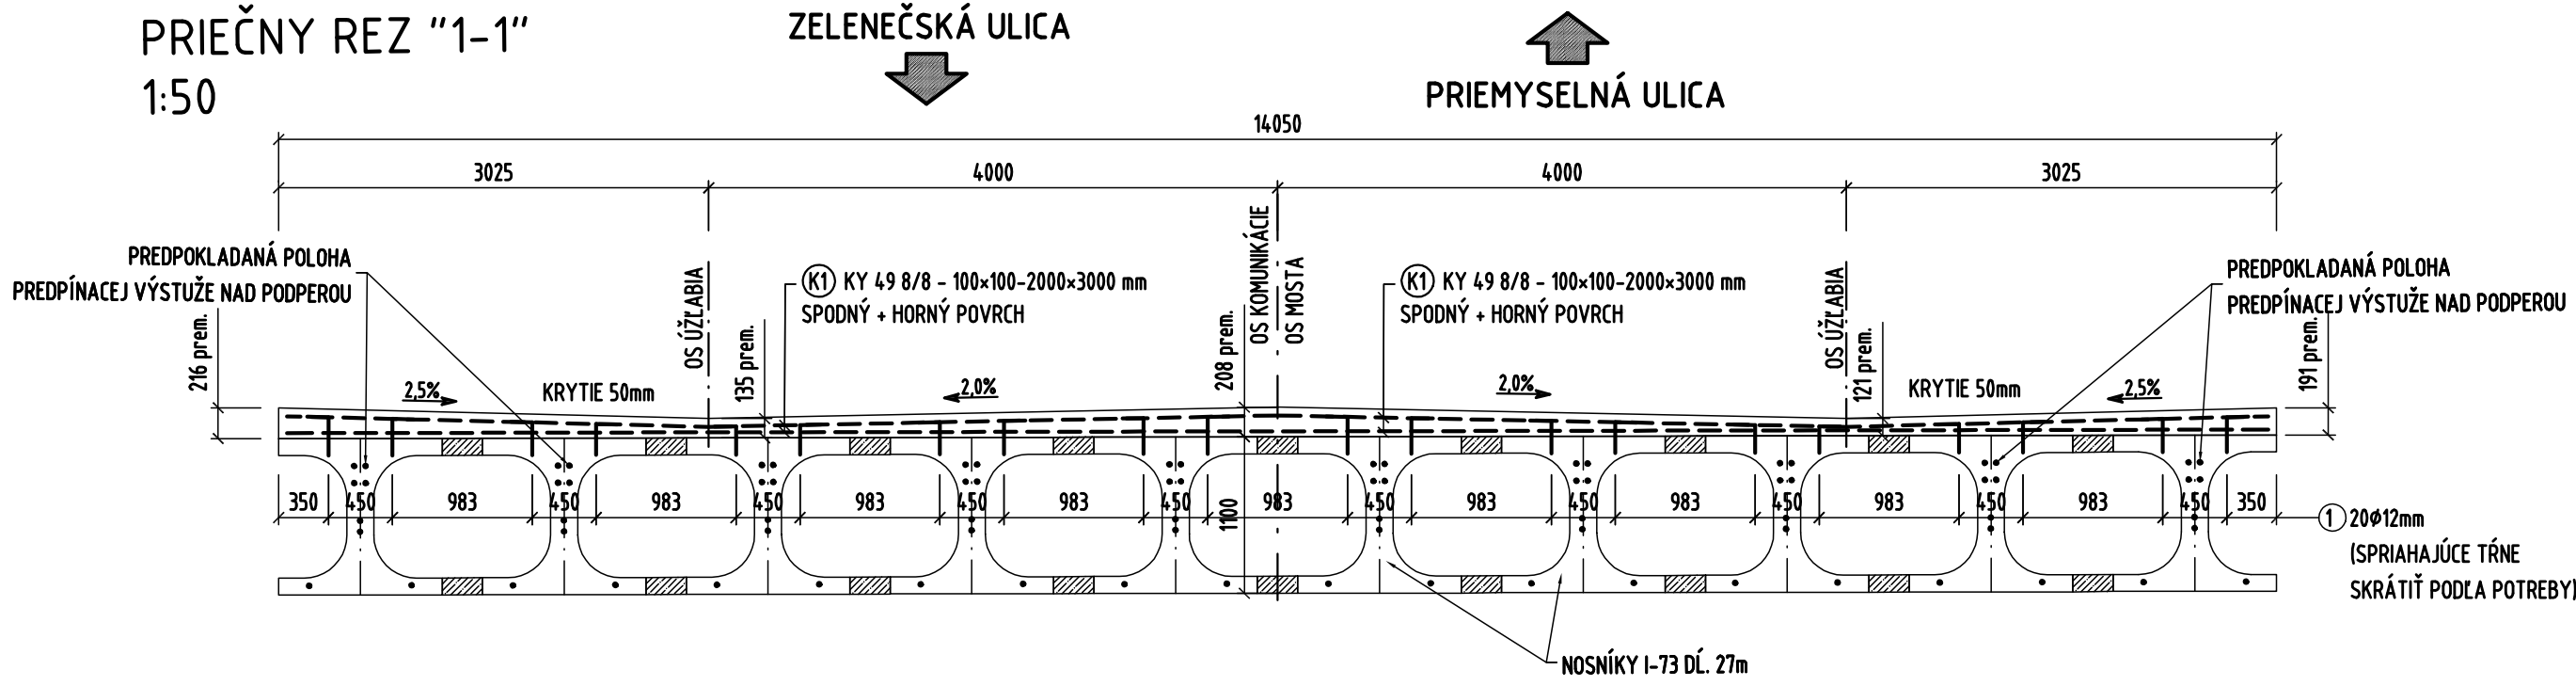 PRIEČNY REZ "1-1"
1:50
ZELENEČSKÁ ULICA
PRIEMYSELNÁ ULICA
14050
3025
4000
4000
3025
PREDPOKLADANÁ POLOHA
PREDPÍNACEJ VÝSTUŽE NAD PODPEROU
216 prem.
2,5%
KRYTIE 50mm
OS ÚŽĽABIA
135 prem.
K1 KY 49 8/8 - 100×100-2000×3000 mm
SPODNÝ + HORNÝ POVRCH
2,0%
208 prem.
OS KOMUNIKÁCIE
OS MOSTA
K1 KY 49 8/8 - 100×100-2000×3000 mm
SPODNÝ + HORNÝ POVRCH
2,0%
OS ÚŽĽABIA
121 prem.
KRYTIE 50mm
2,5%
PREDPOKLADANÁ POLOHA
PREDPÍNACEJ VÝSTUŽE NAD PODPEROU
191 prem.
350 450 983 450 983 450 983 450 983 450 983 450 983 450 983 450 983 450 983 450 350
1100
1 20Ø12mm
(SPRIAHAJÚCE TŔNE
SKRÁTIŤ PODĽA POTREBY)
NOSNÍKY I-73 DĹ. 27m